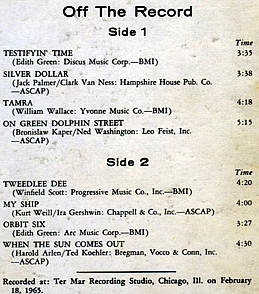 Off The Record
Side 1
Time
TESTIFYIN' TIME 3:35
(Edith Green: Discus Music Corp.—BMI)
SILVER DOLLAR 3:38
(Jack Palmer/Clark Van Ness: Hampshire House Pub. Co.
—ASCAP)
TAMRA 4:18
(William Wallace: Yvonne Music Co.—BMI)
ON GREEN DOLPHIN STREET 5:15
(Bronislaw Kaper/Ned Washington: Leo Feist, Inc.
—ASCAP)
Side 2
Time
TWEEDLEE DEE 4:20
(Winfield Scott: Progressive Music Co., Inc.—BMI)
MY SHIP 4:00
(Kurt Weill/Ira Gershwin: Chappell & Co., Inc.—ASCAP)
ORBIT SIX 3:27
(Edith Green: Arc Music Corp.—BMI)
WHEN THE SUN COMES OUT 4:30
(Harold Arlen/Ted Koehler: Bregman, Vocco & Conn, Inc.
—ASCAP)
Recorded at: Ter Mar Recording Studio, Chicago, Ill. on February
18, 1965.